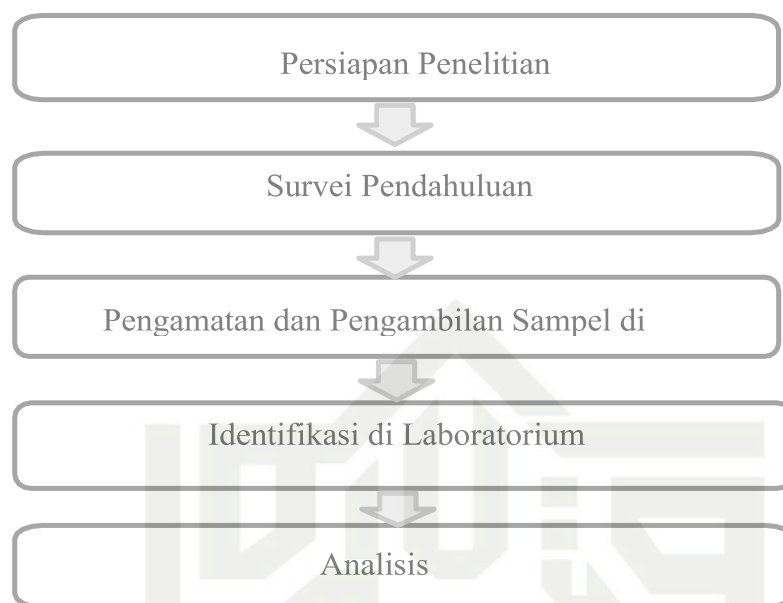 Persiapan Penelitian
Survei Pendahuluan
Pengamatan dan Pengambilan Sampel di
Identifikasi di Laboratorium
Analisis